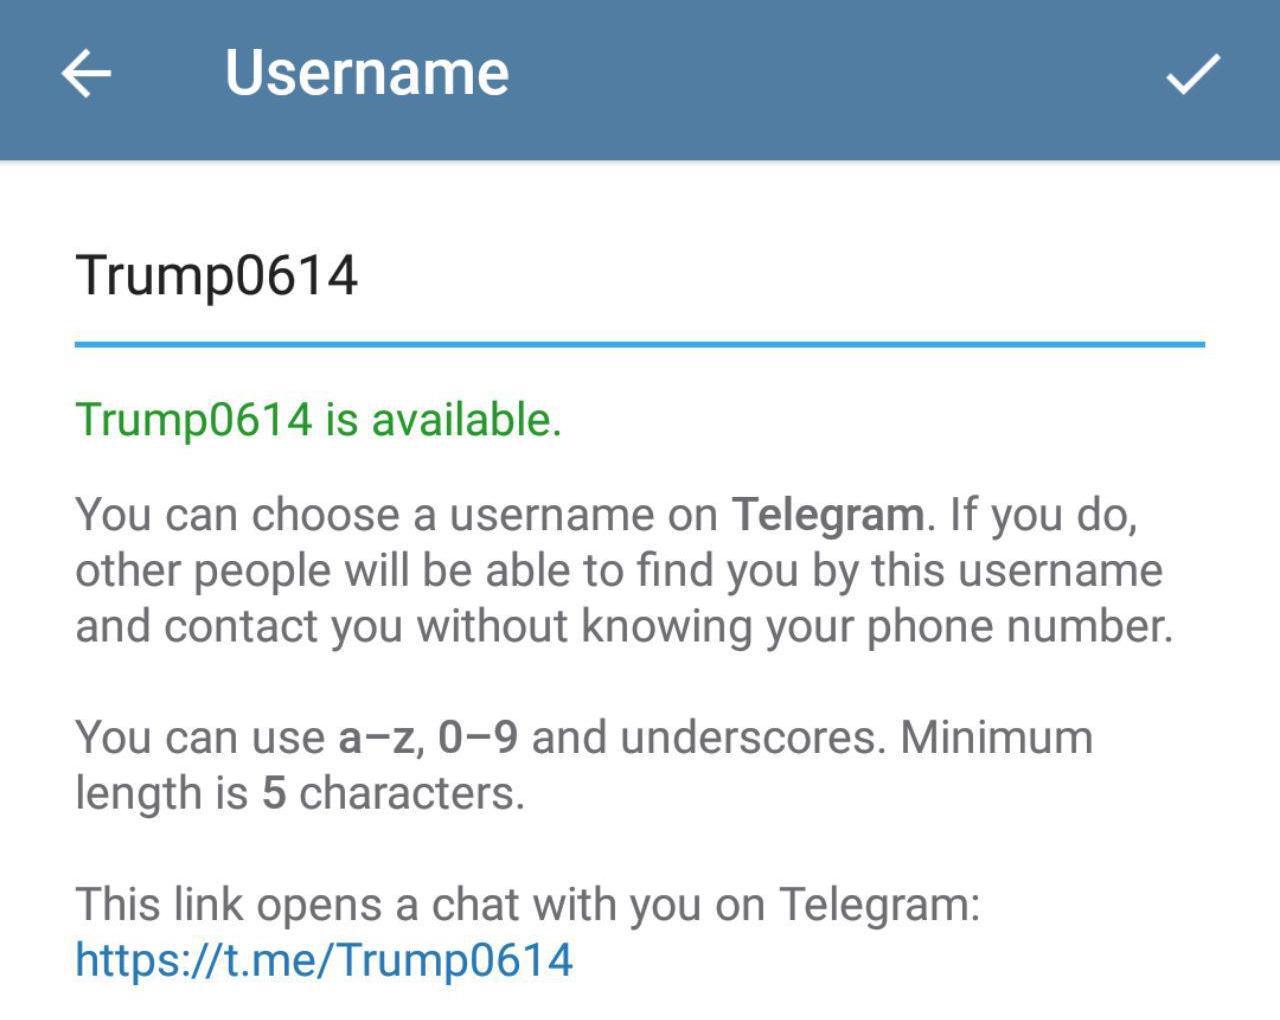 Username
Trump0614
Trump0614 is available.
You can choose a username on Telegram. If you do,
other people will be able to find you by this username
and contact you without knowing your phone number.
You can use a–z, 0–9 and underscores. Minimum
length is 5 characters.
This link opens a chat with you on Telegram:
https://t.me/Trump0614